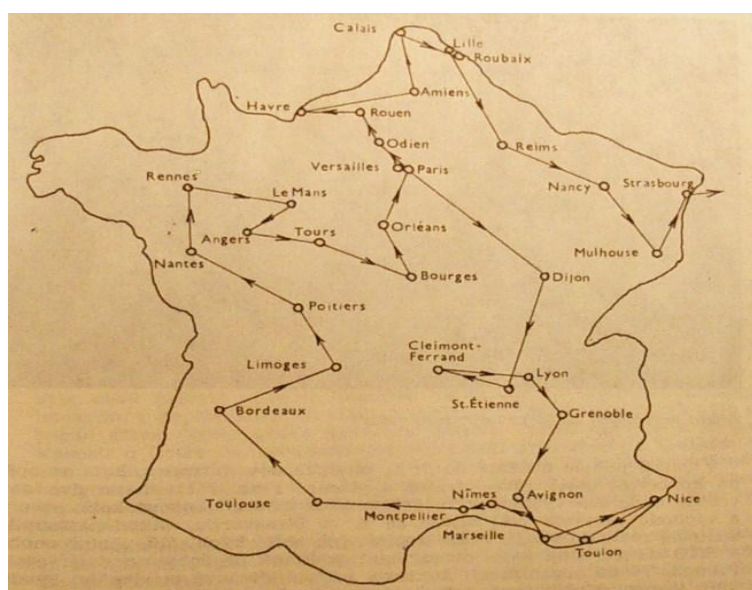 Calais
Lille
Roubaix
Amiens
Havre
Rouen
Odien
Reims
Versailles
Paris
Rennes
Le Mans
Nancy
Strasbourg
Orléans
Angers
Tours
Nantes
Mulhouse
Bourges
Dijon
Poitiers
Cleimont-
Ferrand
Limoges
Lyon
St.Étienne
Bordeaux
Grenoble
Toulouse
Nîmes
Avignon
Nice
Montpellier
Marseille
Toulon